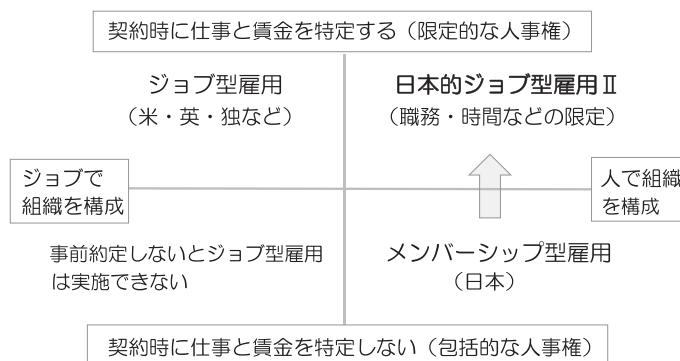 契約時に仕事と賃金を特定する（限定的な人事権）
ジョブ型雇用
（米・英・独など）
日本的ジョブ型雇用Ⅱ
（職務・時間などの限定）
ジョブで
組織を構成
人で組織
を構成
事前約定しないとジョブ型雇用
は実施できない
メンバーシップ型雇用
（日本）
契約時に仕事と賃金を特定しない（包括的な人事権）